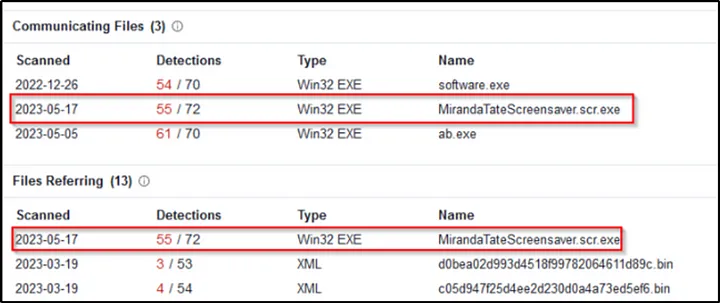 Communicating Files (3)
Scanned Detections Type Name
2022-12-26 54 / 70 Win32 EXE software.exe
2023-05-17 55 / 72 Win32 EXE MirandaTateScreensaver.scr.exe
2023-05-05 61 / 70 Win32 EXE ab.exe
Files Referring (13)
Scanned Detections Type Name
2023-05-17 55 / 72 Win32 EXE MirandaTateScreensaver.scr.exe
2023-03-19 3 / 53 XML d0bea02d993d4518f99782064611d89c.bin
2023-03-19 4 / 54 XML c05d947f25d4ee2d230d0a4a73ed5ef6.bin